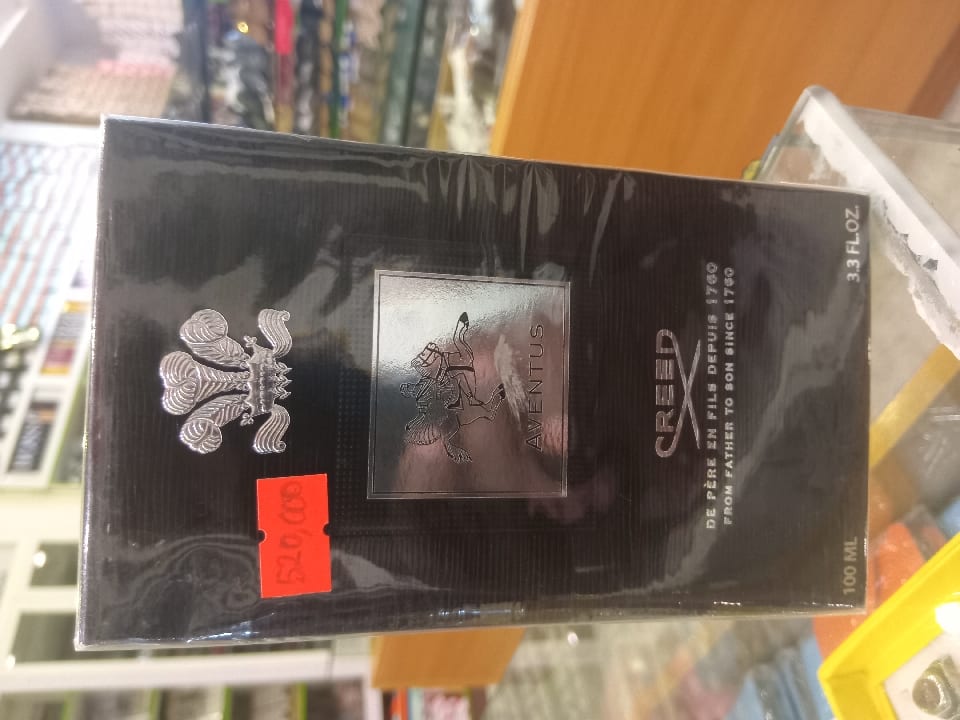 520,000
AVENTUS
CREED
DE PÈRE EN FILS DEPUIS 1760
FROM FATHER TO SON SINCE 1760
100 ML
3.3 FL.OZ.